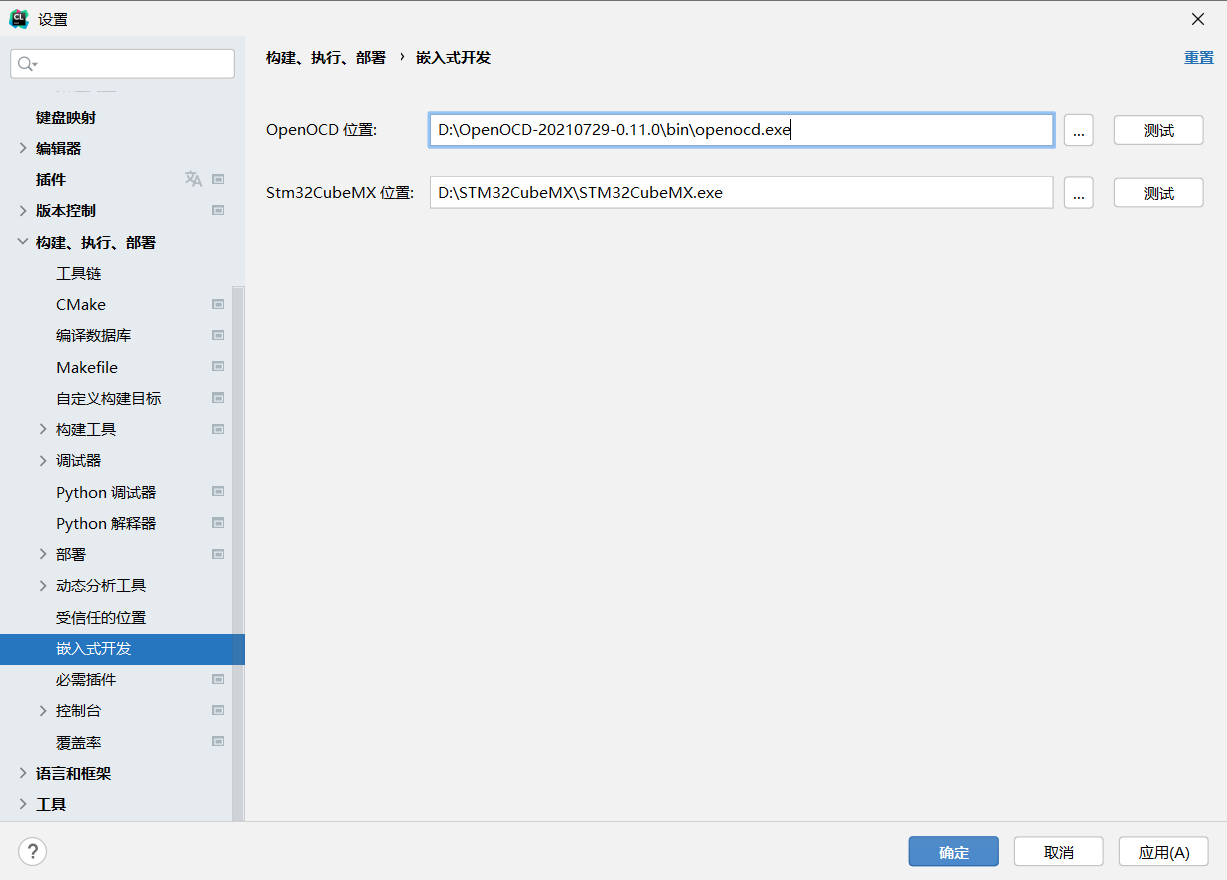 CL 设置
构建、执行、部署 › 嵌入式开发 重置
键盘映射
编辑器
插件
版本控制
构建、执行、部署
工具链
CMake
编译数据库
Makefile
自定义构建目标
构建工具
调试器
Python 调试器
Python 解释器
部署
动态分析工具
受信任的位置
嵌入式开发
必需插件
控制台
覆盖率
语言和框架
工具
OpenOCD 位置: D:\OpenOCD-20210729-0.11.0\bin\openocd.exe ... 测试
Stm32CubeMX 位置: D:\STM32CubeMX\STM32CubeMX.exe ... 测试
? 确定 取消 应用(A)